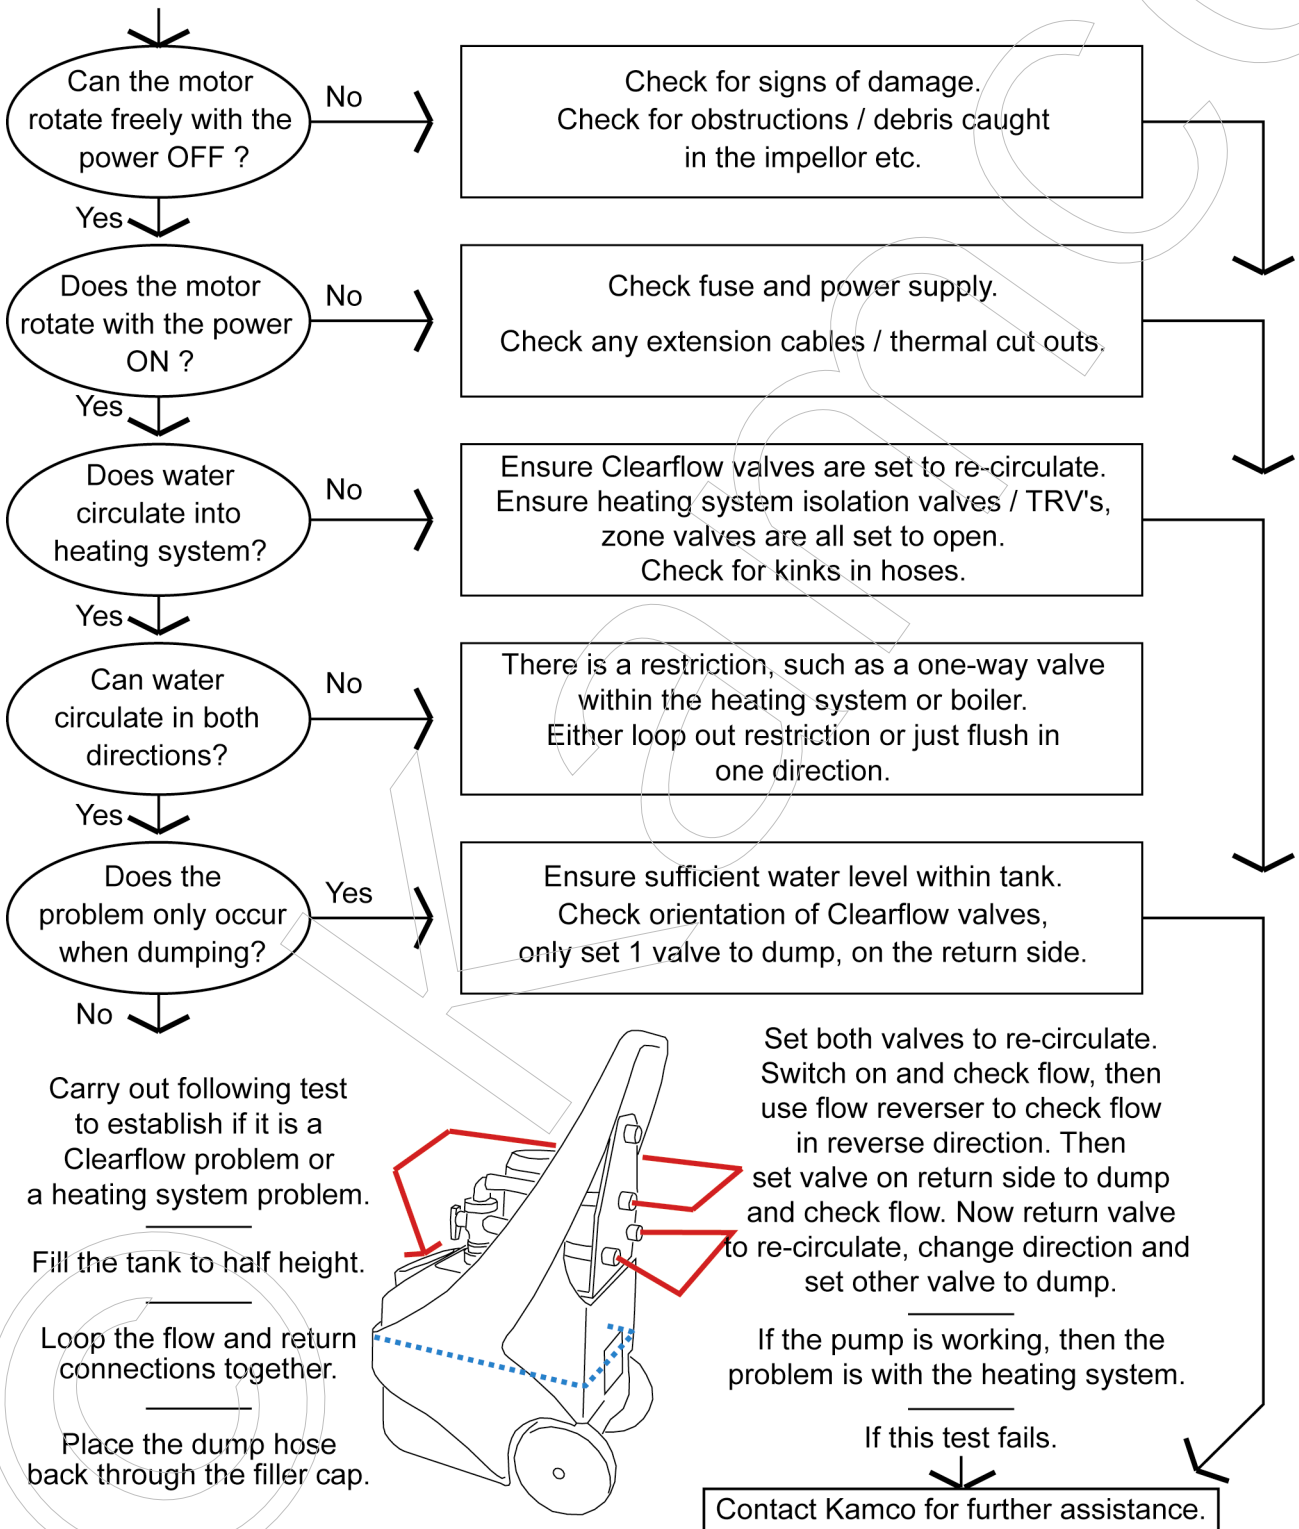 Can the motor
rotate freely with the
power OFF ?
No
Check for signs of damage.
Check for obstructions / debris caught
in the impellor etc.
Yes
Does the motor
rotate with the power
ON ?
No
Check fuse and power supply.
Check any extension cables / thermal cut outs.
Yes
Does water
circulate into
heating system?
No
Ensure Clearflow valves are set to re-circulate.
Ensure heating system isolation valves / TRV's,
zone valves are all set to open.
Check for kinks in hoses.
Yes
Can water
circulate in both
directions?
No
There is a restriction, such as a one-way valve
within the heating system or boiler.
Either loop out restriction or just flush in
one direction.
Yes
Does the
problem only occur
when dumping?
Yes
Ensure sufficient water level within tank.
Check orientation of Clearflow valves,
only set 1 valve to dump, on the return side.
No
Carry out following test
to establish if it is a
Clearflow problem or
a heating system problem.
Fill the tank to half height.
Loop the flow and return
connections together.
Place the dump hose
back through the filler cap.
Set both valves to re-circulate.
Switch on and check flow, then
use flow reverser to check flow
in reverse direction. Then
set valve on return side to dump
and check flow. Now return valve
to re-circulate, change direction and
set other valve to dump.
If the pump is working, then the
problem is with the heating system.
If this test fails.
Contact Kamco for further assistance.